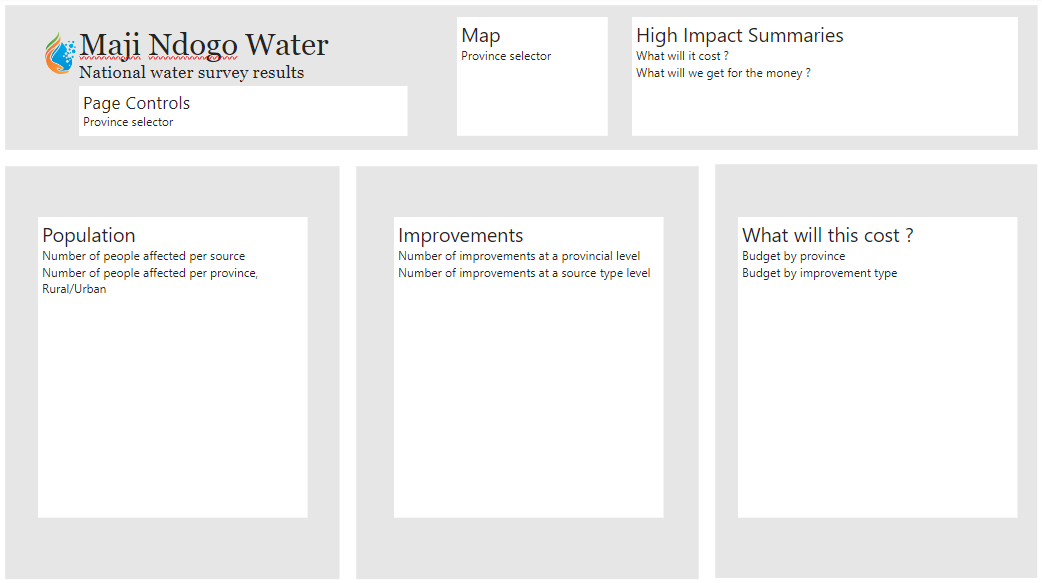 Maji Ndogo Water
National water survey results
Page Controls
Province selector
Map
Province selector
High Impact Summaries
What will it cost ?
What will we get for the money ?
Population
Number of people affected per source
Number of people affected per province,
Rural/Urban
Improvements
Number of improvements at a provincial level
Number of improvements at a source type level
What will this cost ?
Budget by province
Budget by improvement type